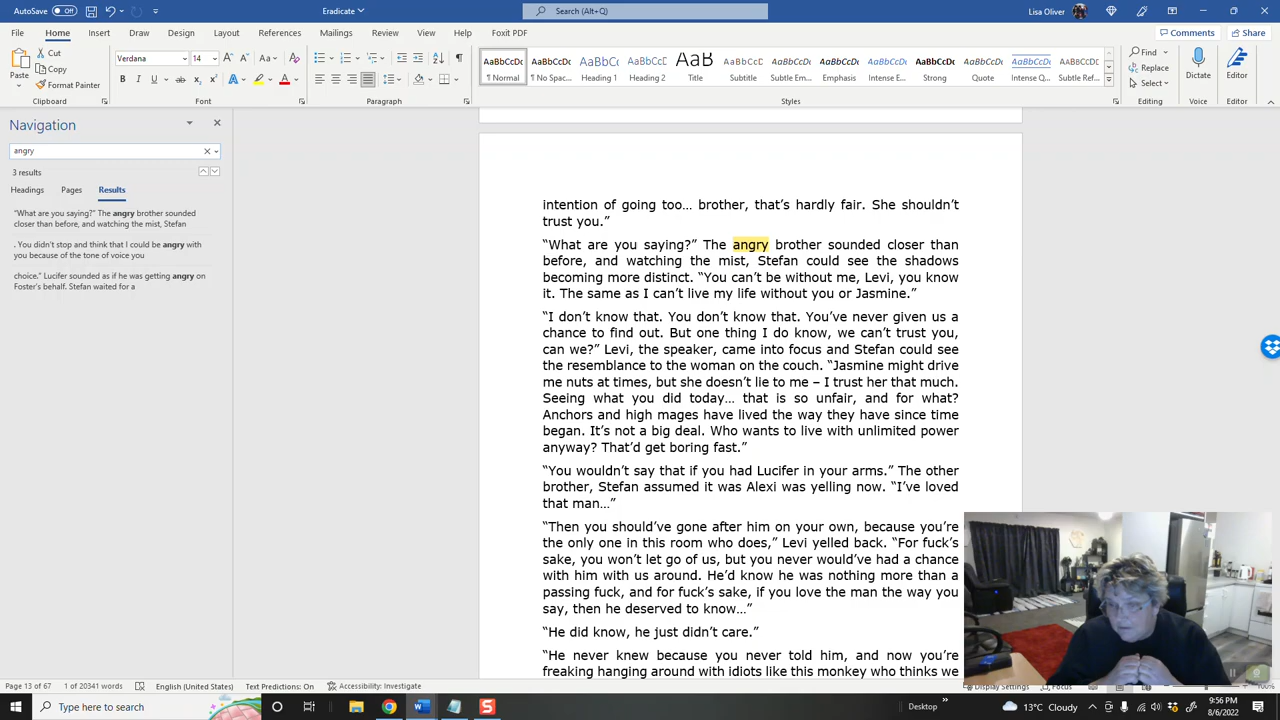 AutoSave Off
Eradicate
Search (Alt+Q)
Lisa Oliver
File Home Insert Draw Design Layout References Mailings Review View Help Foxit PDF
Comments Share
Paste
Cut
Copy
Format Painter
Verdana 14
AaBbCcDc AaBbCcDc AaBbCc AaBbCcD AaB AaBbCcD AaBbCcDc AaBbCcDc AaBbCcDc AaBbCcDc AaBbCcDc AaBbCcDc AaBbCcDc
¶ Normal ¶ No Spac... Heading 1 Heading 2 Title Subtitle Subtle Em... Emphasis Intense E... Strong Quote Intense Q... Subtle Ref...
Find
Replace
Select
Dictate
Editor
Clipboard Font Paragraph Styles Editing Voice Editor
Navigation
angry
3 results
Headings Pages Results
“What are you saying?” The angry brother sounded
closer than before, and watching the mist, Stefan
. You didn’t stop and think that I could be angry with
you because of the tone of voice you
choice.” Lucifer sounded as if he was getting angry on
Foster’s behalf. Stefan waited for a
intention of going too… brother, that’s hardly fair. She shouldn’t
trust you.”
“What are you saying?” The angry brother sounded closer than
before, and watching the mist, Stefan could see the shadows
becoming more distinct. “You can’t be without me, Levi, you know
it. The same as I can’t live my life without you or Jasmine.”
“I don’t know that. You don’t know that. You’ve never given us a
chance to find out. But one thing I do know, we can’t trust you,
can we?” Levi, the speaker, came into focus and Stefan could see
the resemblance to the woman on the couch. “Jasmine might drive
me nuts at times, but she doesn’t lie to me – I trust her that much.
Seeing what you did today… that is so unfair, and for what?
Anchors and high mages have lived the way they have since time
began. It’s not a big deal. Who wants to live with unlimited power
anyway? That’d get boring fast.”
“You wouldn’t say that if you had Lucifer in your arms.” The other
brother, Stefan assumed it was Alexi was yelling now. “I’ve loved
that man…”
“Then you should’ve gone after him on your own, because you’re
the only one in this room who does,” Levi yelled back. “For fuck’s
sake, you won’t let go of us, but you never would’ve had a chance
with him with us around. He’d know he was nothing more than a
passing fuck, and for fuck’s sake, if you love the man the way you
say, then he deserved to know…”
“He did know, he just didn’t care.”
“He never knew because you never told him, and now you’re
freaking hanging around with idiots like this monkey who thinks we
Page 13 of 67 1 of 20341 words English (United States) Text Predictions: On Accessibility: Investigate
Display Settings Focus 100%
Type here to search
Desktop
13°C Cloudy
9:56 PM
8/6/2022